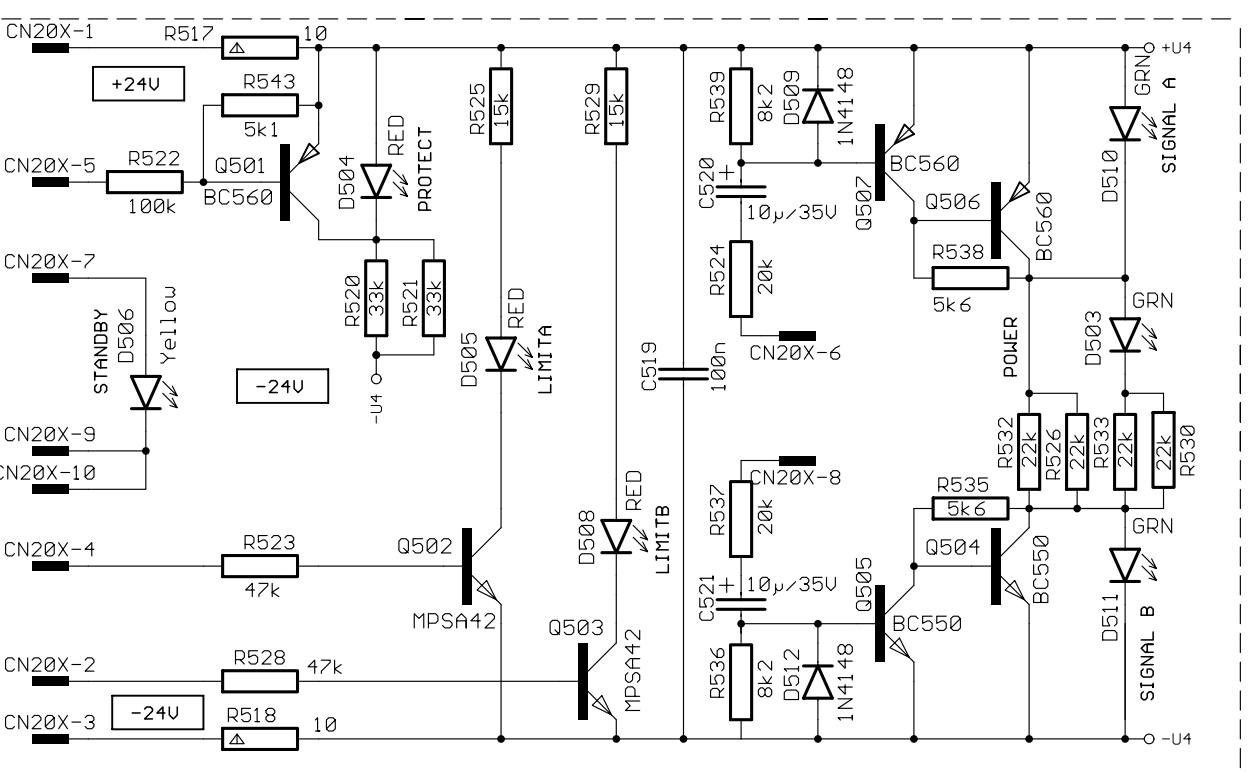 CN20X-1
R517
10
+24V
R543
5k1
CN20X-5
R522
100k
Q501
BC560
D504
RED
PROTECT
R520
33k
R521
33k
-U4
CN20X-7
STANDBY
D506
Yellow
-24V
CN20X-9
CN20X-10
CN20X-4
R523
47k
Q502
MPSA42
CN20X-2
R528
47k
Q503
MPSA42
-24V
CN20X-3
R518
10
R525
15k
D505
RED
LIMITA
R529
15k
D508
RED
LIMITB
C519
100n
R539
8k2
D509
1N4148
C520
+
10µ/35V
R524
20k
CN20X-6
Q507
BC560
Q506
BC560
R538
5k6
+U4
GRN
D510
SIGNAL A
GRN
D503
POWER
R532
22k
R526
22k
R533
22k
R530
22k
CN20X-8
R537
20k
C521
+
10µ/35V
R536
8k2
D512
1N4148
Q505
BC550
R535
5k6
Q504
BC550
GRN
D511
SIGNAL B
-U4